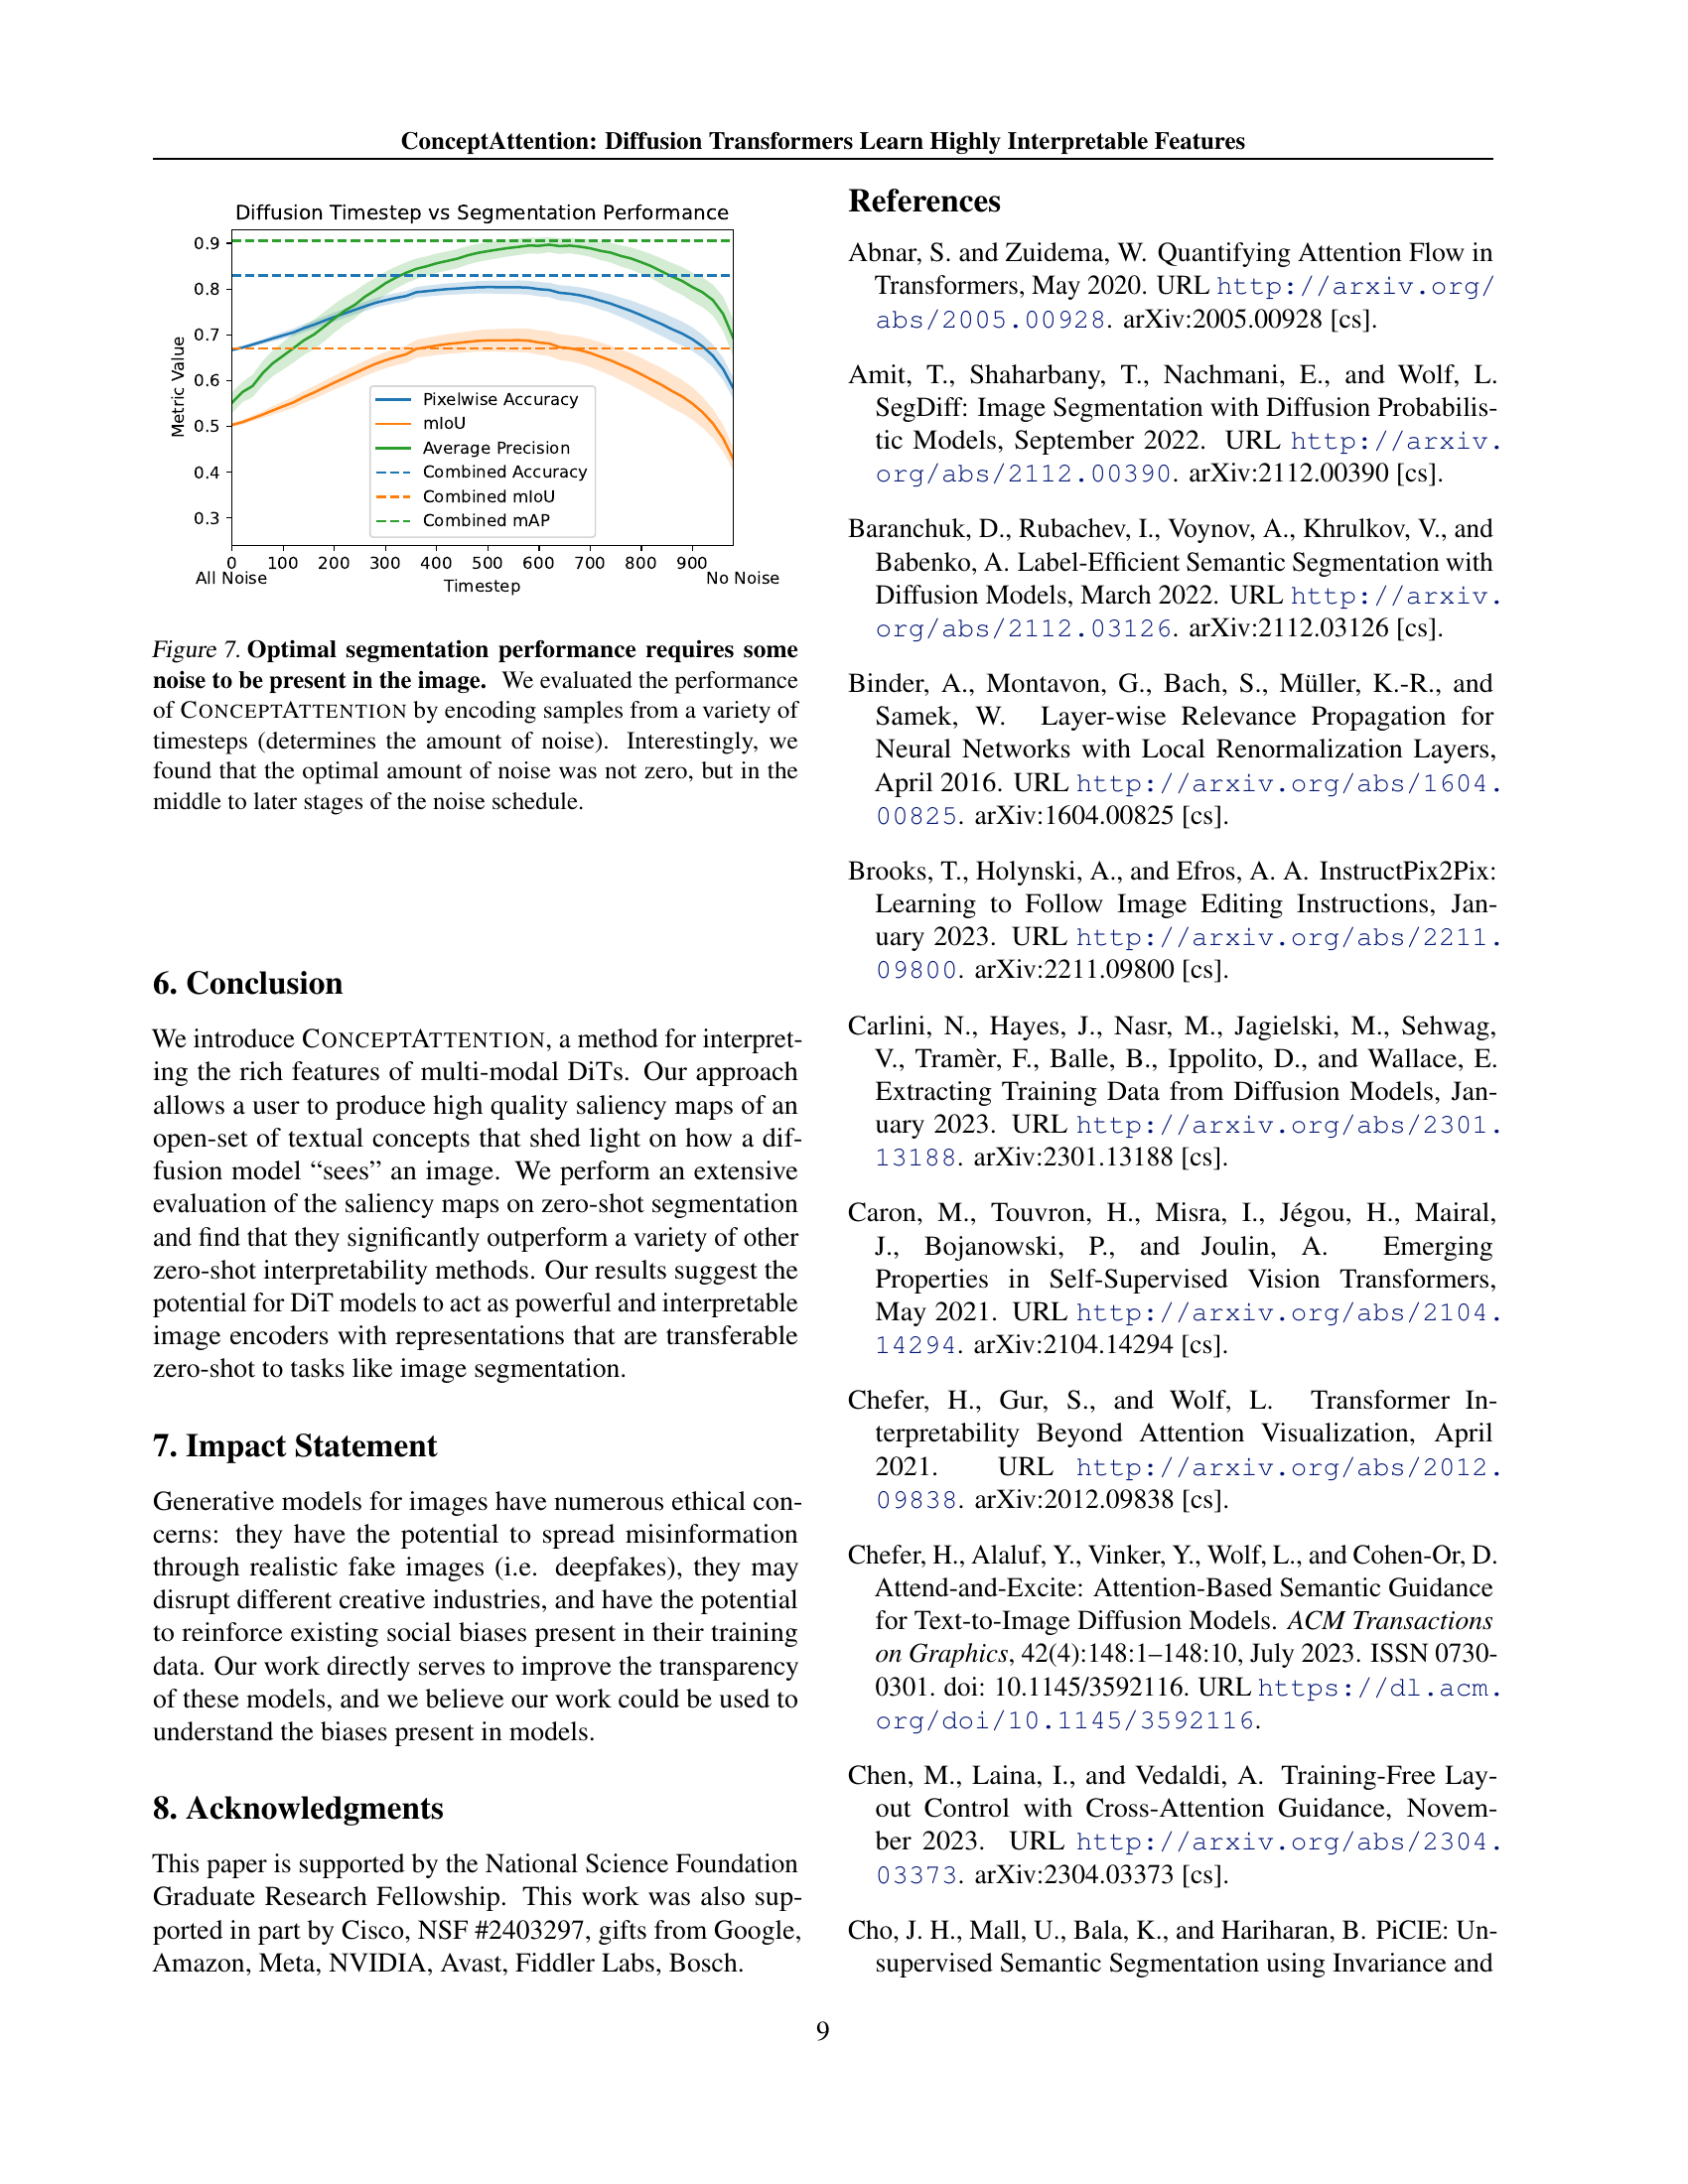 ConceptAttention: Diffusion Transformers Learn Highly Interpretable Features
Diffusion Timestep vs Segmentation Performance
0.9
0.8
0.7
0.6
0.5
0.4
0.3
Metric Value
Pixelwise Accuracy
mIoU
Average Precision
Combined Accuracy
Combined mIoU
Combined mAP
0 100 200 300 400 500 600 700 800 900
All Noise
No Noise
Timestep
Figure 7. Optimal segmentation performance requires some
noise to be present in the image. We evaluated the performance
of CONCEPTATTENTION by encoding samples from a variety of
timesteps (determines the amount of noise). Interestingly, we
found that the optimal amount of noise was not zero, but in the
middle to later stages of the noise schedule.
6. Conclusion
We introduce CONCEPTATTENTION, a method for interpret-
ing the rich features of multi-modal DiTs. Our approach
allows a user to produce high quality saliency maps of an
open-set of textual concepts that shed light on how a dif-
fusion model “sees” an image. We perform an extensive
evaluation of the saliency maps on zero-shot segmentation
and find that they significantly outperform a variety of other
zero-shot interpretability methods. Our results suggest the
potential for DiT models to act as powerful and interpretable
image encoders with representations that are transferable
zero-shot to tasks like image segmentation.
7. Impact Statement
Generative models for images have numerous ethical con-
cerns: they have the potential to spread misinformation
through realistic fake images (i.e. deepfakes), they may
disrupt different creative industries, and have the potential
to reinforce existing social biases present in their training
data. Our work directly serves to improve the transparency
of these models, and we believe our work could be used to
understand the biases present in models.
8. Acknowledgments
This paper is supported by the National Science Foundation
Graduate Research Fellowship. This work was also sup-
ported in part by Cisco, NSF #2403297, gifts from Google,
Amazon, Meta, NVIDIA, Avast, Fiddler Labs, Bosch.
References
Abnar, S. and Zuidema, W. Quantifying Attention Flow in
Transformers, May 2020. URL http://arxiv.org/
abs/2005.00928. arXiv:2005.00928 [cs].
Amit, T., Shaharbany, T., Nachmani, E., and Wolf, L.
SegDiff: Image Segmentation with Diffusion Probabilis-
tic Models, September 2022. URL http://arxiv.
org/abs/2112.00390. arXiv:2112.00390 [cs].
Baranchuk, D., Rubachev, I., Voynov, A., Khrulkov, V., and
Babenko, A. Label-Efficient Semantic Segmentation with
Diffusion Models, March 2022. URL http://arxiv.
org/abs/2112.03126. arXiv:2112.03126 [cs].
Binder, A., Montavon, G., Bach, S., Müller, K.-R., and
Samek, W. Layer-wise Relevance Propagation for
Neural Networks with Local Renormalization Layers,
April 2016. URL http://arxiv.org/abs/1604.
00825. arXiv:1604.00825 [cs].
Brooks, T., Holynski, A., and Efros, A. A. InstructPix2Pix:
Learning to Follow Image Editing Instructions, Jan-
uary 2023. URL http://arxiv.org/abs/2211.
09800. arXiv:2211.09800 [cs].
Carlini, N., Hayes, J., Nasr, M., Jagielski, M., Sehwag,
V., Tramèr, F., Balle, B., Ippolito, D., and Wallace, E.
Extracting Training Data from Diffusion Models, Jan-
uary 2023. URL http://arxiv.org/abs/2301.
13188. arXiv:2301.13188 [cs].
Caron, M., Touvron, H., Misra, I., Jégou, H., Mairal,
J., Bojanowski, P., and Joulin, A. Emerging
Properties in Self-Supervised Vision Transformers,
May 2021. URL http://arxiv.org/abs/2104.
14294. arXiv:2104.14294 [cs].
Chefer, H., Gur, S., and Wolf, L. Transformer In-
terpretability Beyond Attention Visualization, April
2021. URL http://arxiv.org/abs/2012.
09838. arXiv:2012.09838 [cs].
Chefer, H., Alaluf, Y., Vinker, Y., Wolf, L., and Cohen-Or, D.
Attend-and-Excite: Attention-Based Semantic Guidance
for Text-to-Image Diffusion Models. ACM Transactions
on Graphics, 42(4):148:1–148:10, July 2023. ISSN 0730-
0301. doi: 10.1145/3592116. URL https://dl.acm.
org/doi/10.1145/3592116.
Chen, M., Laina, I., and Vedaldi, A. Training-Free Lay-
out Control with Cross-Attention Guidance, Novem-
ber 2023. URL http://arxiv.org/abs/2304.
03373. arXiv:2304.03373 [cs].
Cho, J. H., Mall, U., Bala, K., and Hariharan, B. PiCIE: Un-
supervised Semantic Segmentation using Invariance and
9